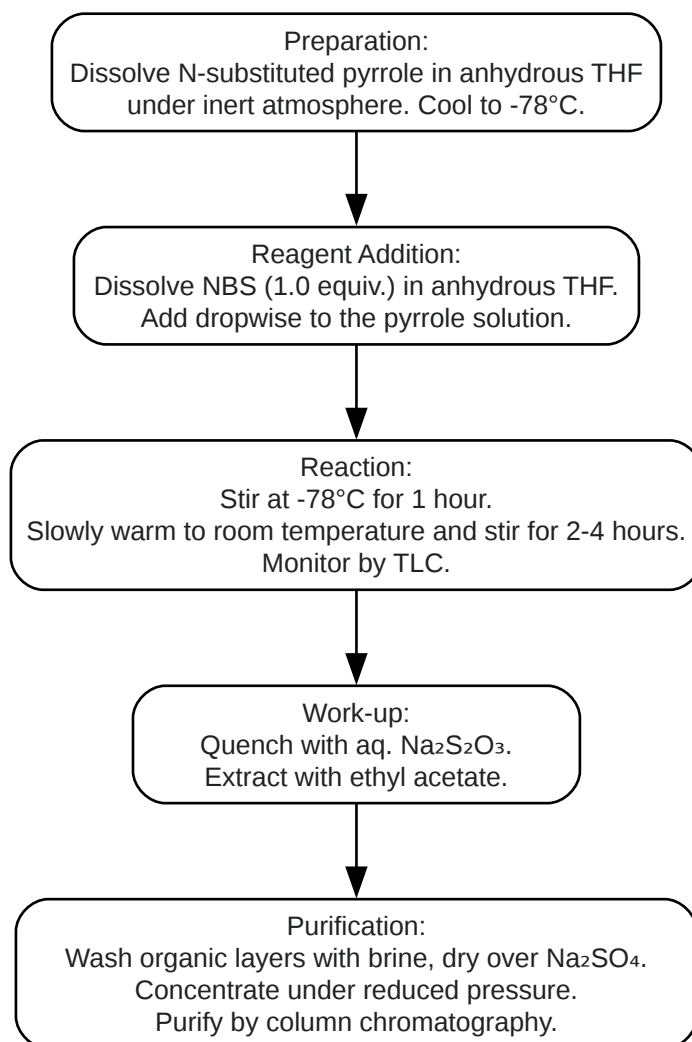 Preparation:
Dissolve N-substituted pyrrole in anhydrous THF
under inert atmosphere. Cool to -78°C.
Reagent Addition:
Dissolve NBS (1.0 equiv.) in anhydrous THF.
Add dropwise to the pyrrole solution.
Reaction:
Stir at -78°C for 1 hour.
Slowly warm to room temperature and stir for 2-4 hours.
Monitor by TLC.
Work-up:
Quench with aq. Na₂S₂O₃.
Extract with ethyl acetate.
Purification:
Wash organic layers with brine, dry over Na₂SO₄.
Concentrate under reduced pressure.
Purify by column chromatography.